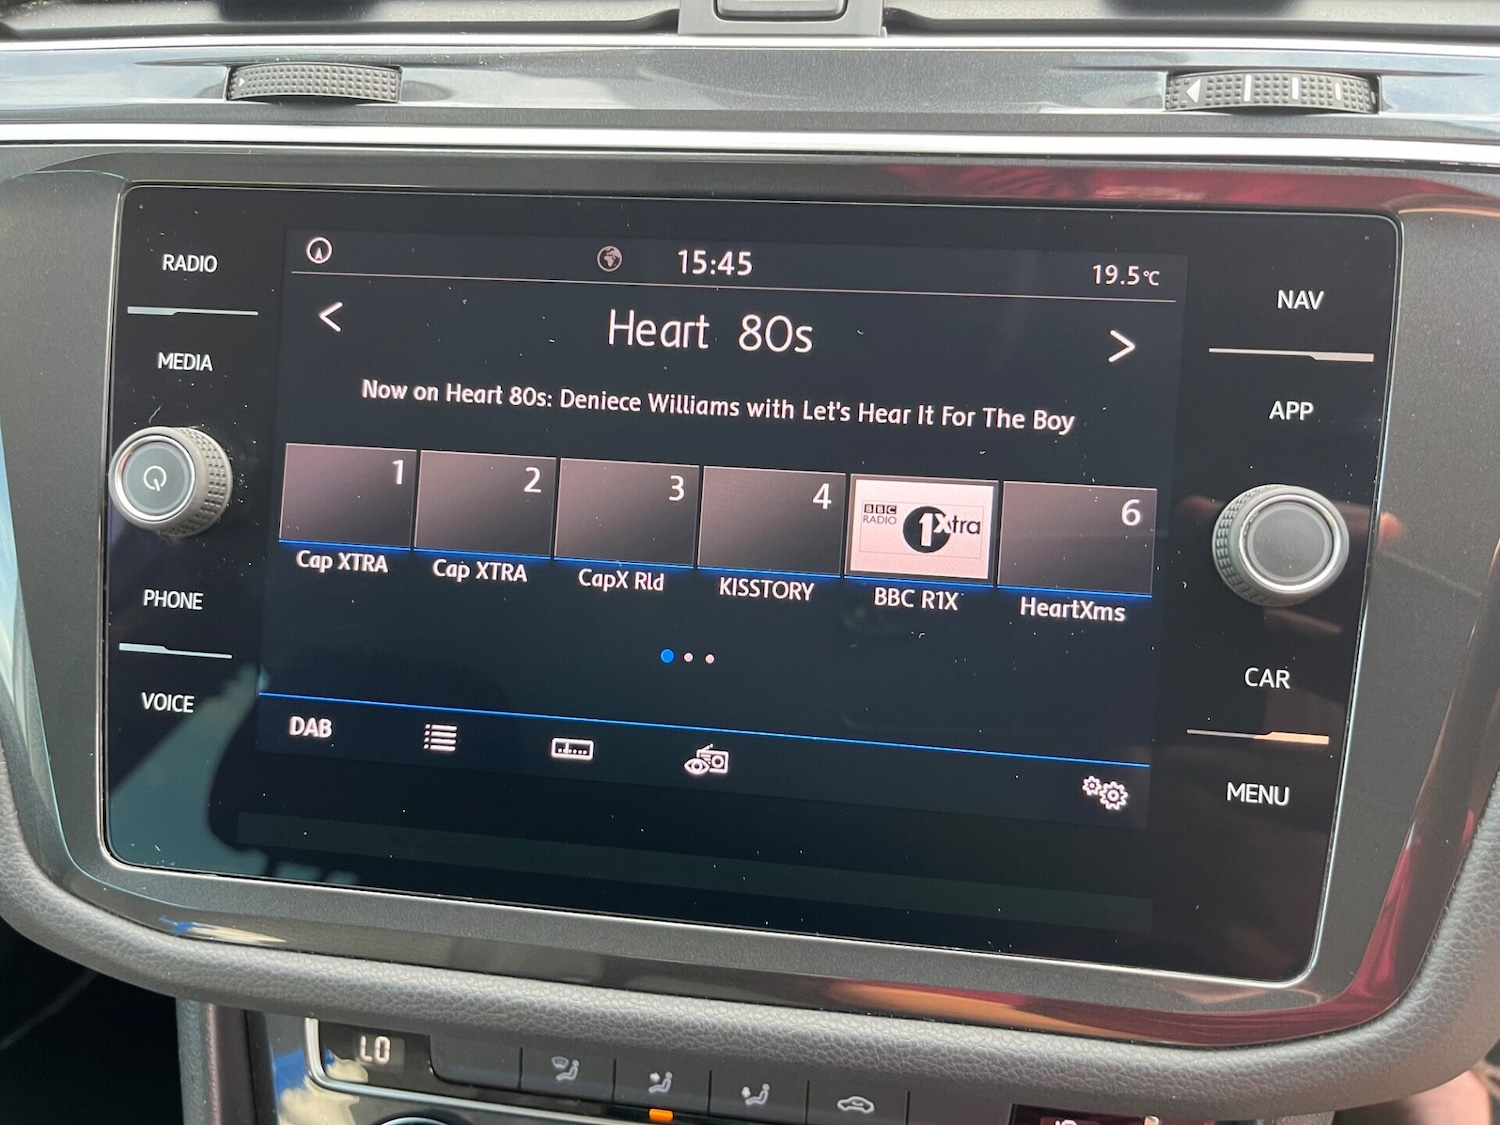 RADIO
MEDIA
PHONE
VOICE
15:45
19.5°C
Heart 80s
Now on Heart 80s: Deniece Williams with Let's Hear It For The Boy
1
2
3
4
BBC
RADIO
1Xtra
6
Cap XTRA
Cap XTRA
CapX Rld
KISSTORY
BBC R1X
HeartXms
DAB
NAV
APP
CAR
MENU
LO